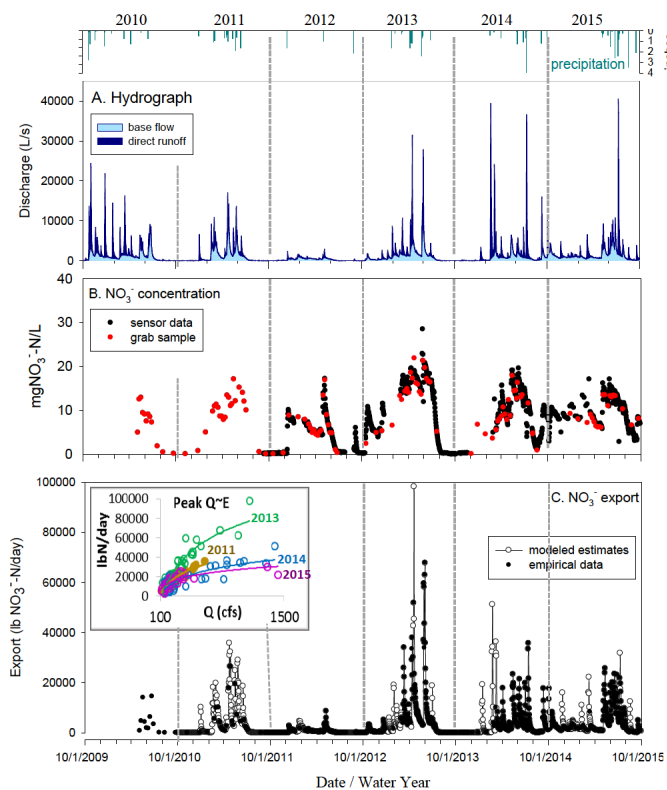 2010 2011 2012 2013 2014 2015
0
1
2
3
4
precipitation
A. Hydrograph
base flow
direct runoff
Discharge (L/s)
40000
30000
20000
10000
0
B. NO₃⁻ concentration
sensor data
grab sample
mgNO₃⁻-N/L
40
30
20
10
0
C. NO₃⁻ export
modeled estimates
empirical data
Export (lb NO₃⁻-N/day)
100000
80000
60000
40000
20000
0
Peak Q~E
lbN/day
100000
80000
60000
40000
20000
0
2013
2011
2014
2015
100 Q (cfs) 1500
10/1/2009 10/1/2010 10/1/2011 10/1/2012 10/1/2013 10/1/2014 10/1/2015
Date / Water Year